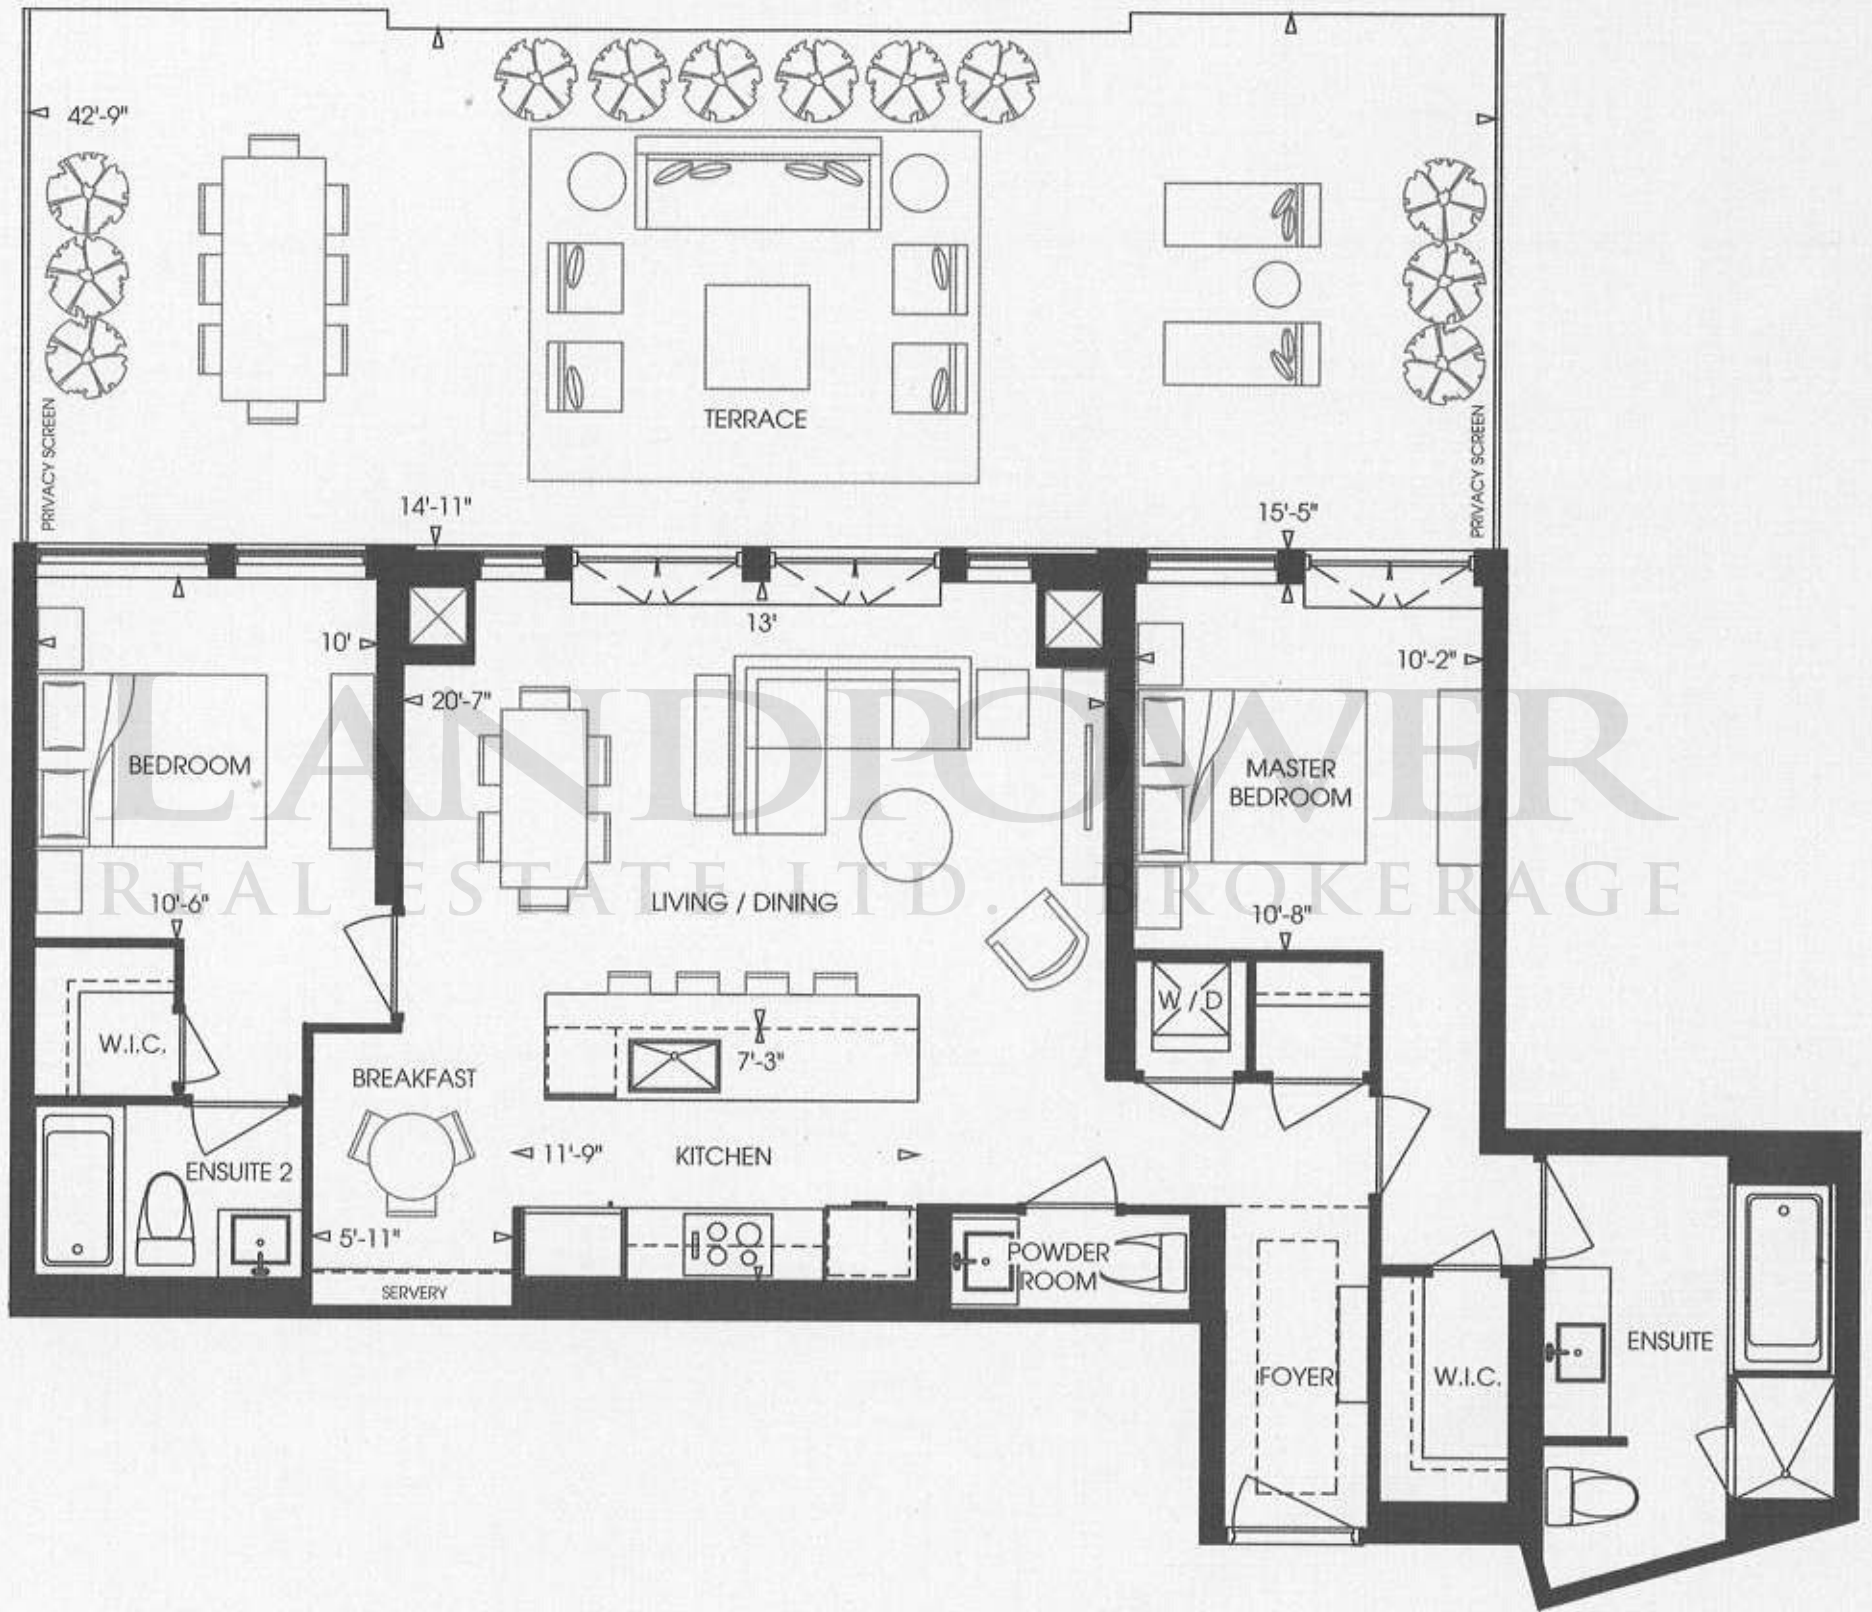 42'-9"
PRIVACY SCREEN
TERRACE
PRIVACY SCREEN
14'-11"
15'-5"
10'
13'
10'-2"
20'-7"
LANDPOWER
REAL ESTATE LTD. BROKERAGE
BEDROOM
MASTER
BEDROOM
10'-6"
LIVING / DINING
10'-8"
W / D
W.I.C.
7'-3"
BREAKFAST
11'-9"
KITCHEN
ENSUITE 2
5'-11"
SERVERY
POWDER
ROOM
FOYER
W.I.C.
ENSUITE